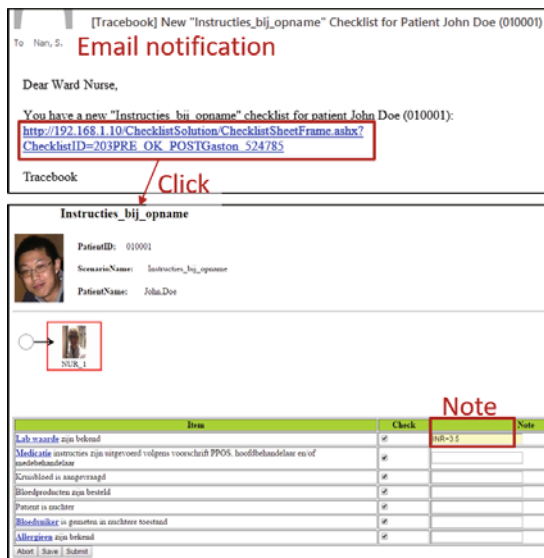 [Tracebook] New "Instructies_bij_opname" Checklist for Patient John Doe (010001)
To Nan, S.
Email notification
Dear Ward Nurse,
You have a new "Instructies_bij_opname" checklist for patient John Doe (010001):
http://192.168.1.10/ChecklistSolution/ChecklistSheetFrame.ashx?
ChecklistID=203PRE_OK_POSTGaston_524785
Tracebook
Click
Instructies_bij_opname
PatientID: 010001
ScenarioName: Instructies_bij_opname
PatientName: John.Doe
NUR_1
Note
Item Check Note
Lab waarde zijn bekend INR=3.5
Medicatie instructies zijn uitgevoerd volgens voorschrift PPOS, hoofdbehandelaar en/of
medebehandelaar
Kruisbloed is aangevraagd
Bloedproducten zijn besteld
Patient is nuchter
Bloedsuiker is gemeten in nuchtere toestand
Allergieen zijn bekend
Abort Save Submit